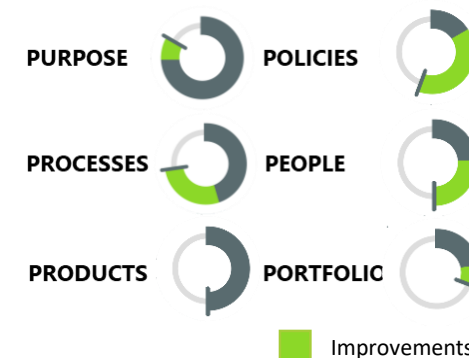 PURPOSE
POLICIES
PROCESSES
PEOPLE
PRODUCTS
PORTFOLIO
Improvements